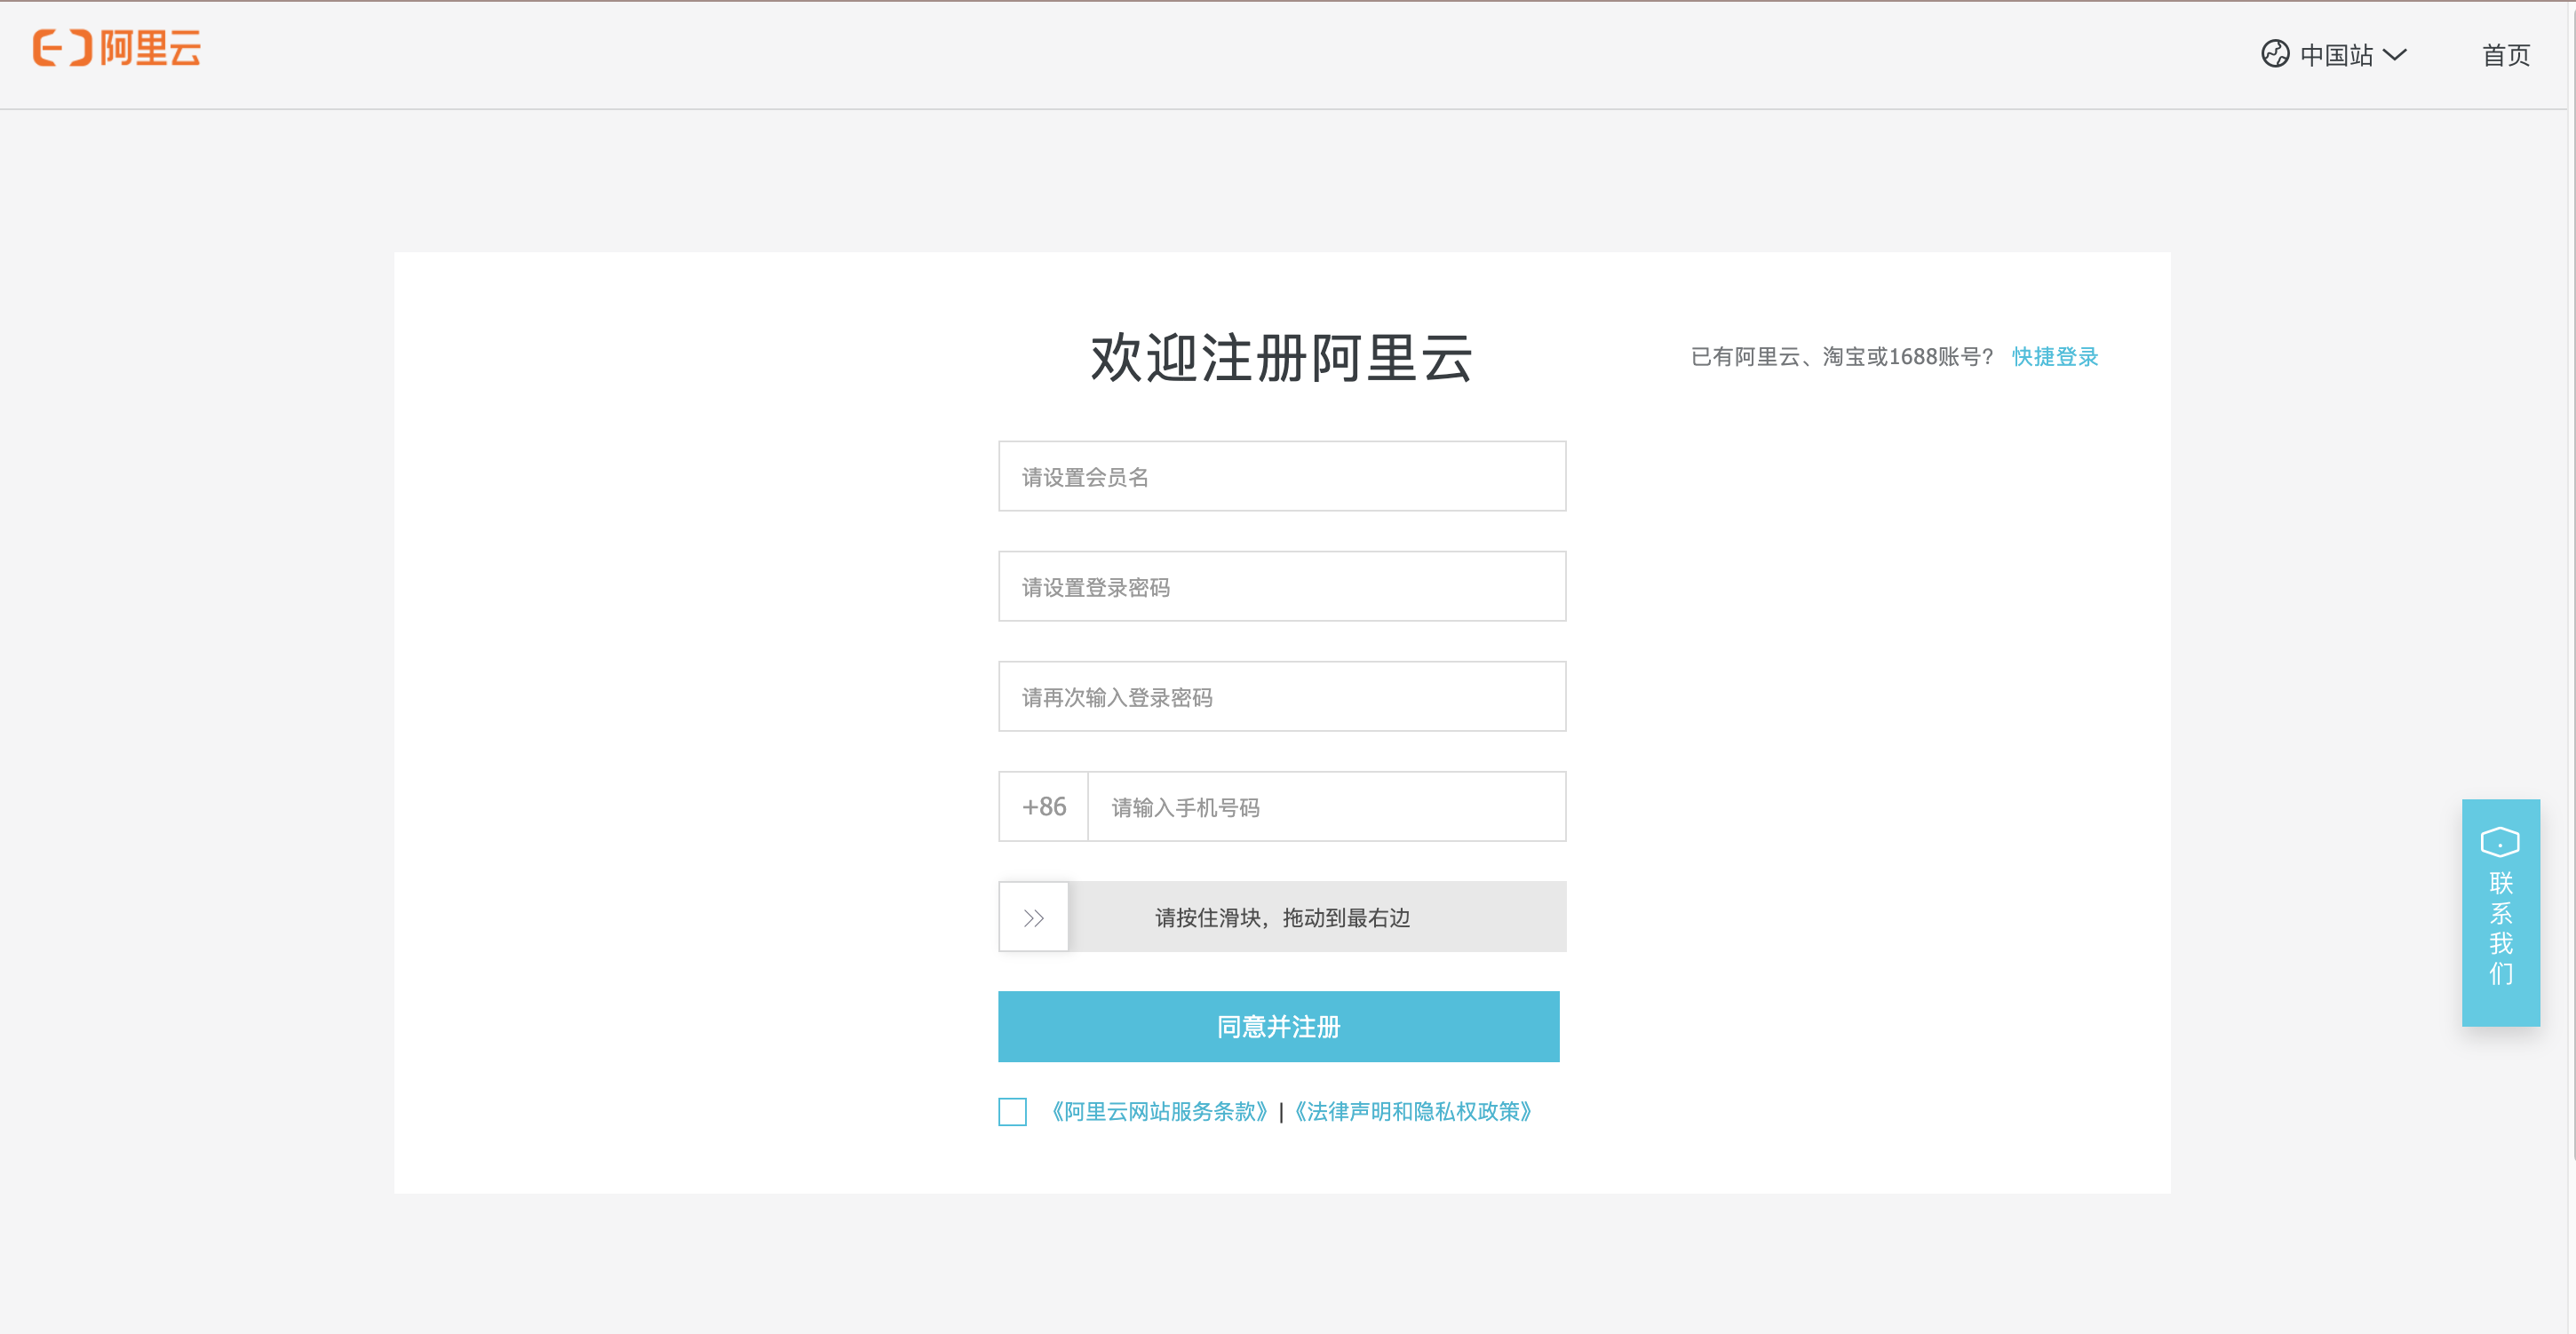 阿里云
中国站
首页
欢迎注册阿里云
已有阿里云、淘宝或1688账号? 快捷登录
请设置会员名
请设置登录密码
请再次输入登录密码
+86 请输入手机号码
请按住滑块，拖动到最右边
同意并注册
《阿里云网站服务条款》|《法律声明和隐私权政策》
联系我们